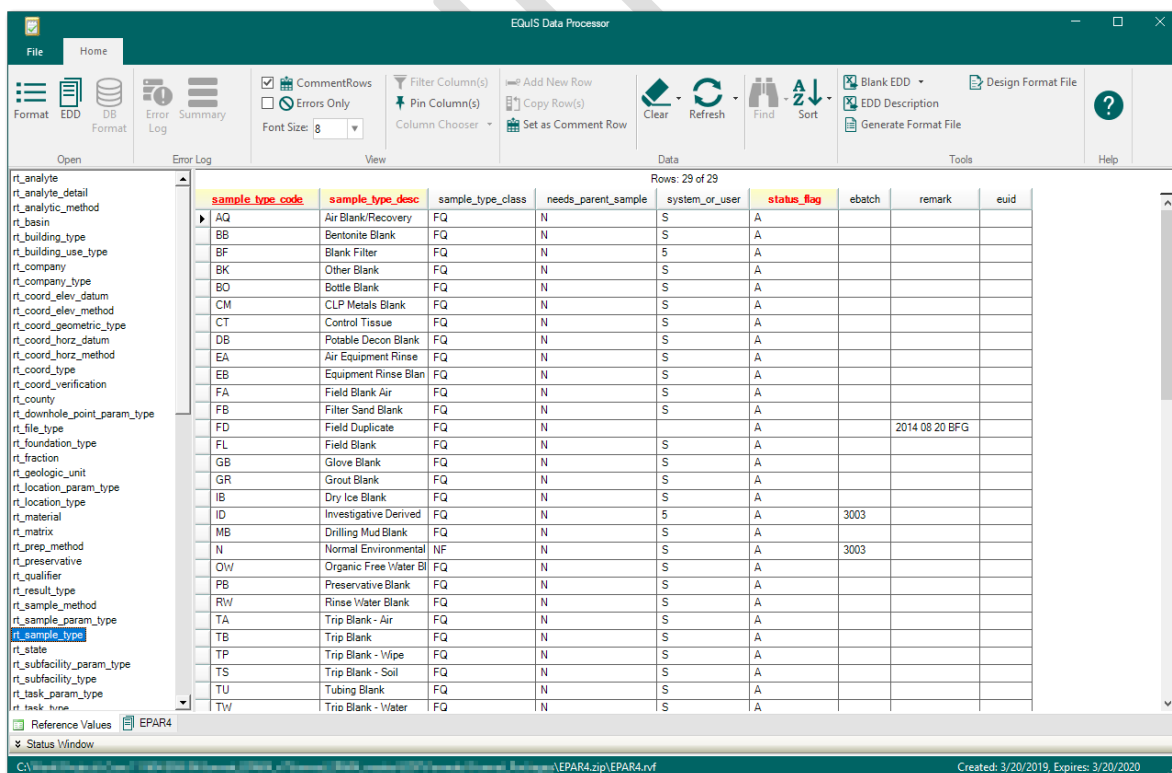 EQuIS Data Processor
File Home
Format EDD DB Format
Open
Error Log Summary
Error Log
CommentRows
Errors Only
Font Size: 8
Filter Column(s)
Pin Column(s)
Column Chooser
View
Add New Row
Copy Row(s)
Set as Comment Row
Clear Refresh Find Sort
Data
Blank EDD
EDD Description
Generate Format File
Design Format File
Tools
Help
rt_analyte
rt_analyte_detail
rt_analytic_method
rt_basin
rt_building_type
rt_building_use_type
rt_company
rt_company_type
rt_coord_elev_datum
rt_coord_elev_method
rt_coord_geometric_type
rt_coord_horz_datum
rt_coord_horz_method
rt_coord_type
rt_coord_verification
rt_county
rt_downhole_point_param_type
rt_file_type
rt_foundation_type
rt_fraction
rt_geologic_unit
rt_location_param_type
rt_location_type
rt_material
rt_matrix
rt_prep_method
rt_preservative
rt_qualifier
rt_result_type
rt_sample_method
rt_sample_param_type
rt_sample_type
rt_state
rt_subfacility_param_type
rt_subfacility_type
rt_task_param_type
rt_task_type
Rows: 29 of 29
sample_type_code sample_type_desc sample_type_class needs_parent_sample system_or_user status_flag ebatch remark euid
AQ Air Blank/Recovery FQ N S A
BB Bentonite Blank FQ N S A
BF Blank Filter FQ N 5 A
BK Other Blank FQ N S A
BO Bottle Blank FQ N S A
CM CLP Metals Blank FQ N S A
CT Control Tissue FQ N S A
DB Potable Decon Blank FQ N S A
EA Air Equipment Rinse FQ N S A
EB Equipment Rinse Blan FQ N S A
FA Field Blank Air FQ N S A
FB Filter Sand Blank FQ N S A
FD Field Duplicate FQ N A 2014 08 20 BFG
FL Field Blank FQ N S A
GB Glove Blank FQ N S A
GR Grout Blank FQ N S A
IB Dry Ice Blank FQ N S A
ID Investigative Derived FQ N 5 A 3003
MB Drilling Mud Blank FQ N S A
N Normal Environmental NF N S A 3003
OW Organic Free Water Bl FQ N S A
PB Preservative Blank FQ N S A
RW Rinse Water Blank FQ N S A
TA Trip Blank - Air FQ N S A
TB Trip Blank FQ N S A
TP Trip Blank - Wipe FQ N S A
TS Trip Blank - Soil FQ N S A
TU Tubing Blank FQ N S A
TW Trip Blank - Water FQ N S A
Reference Values EPAR4
Status Window
C:\ \EPAR4.zip\EPAR4.rvf Created: 3/20/2019, Expires: 3/20/2020